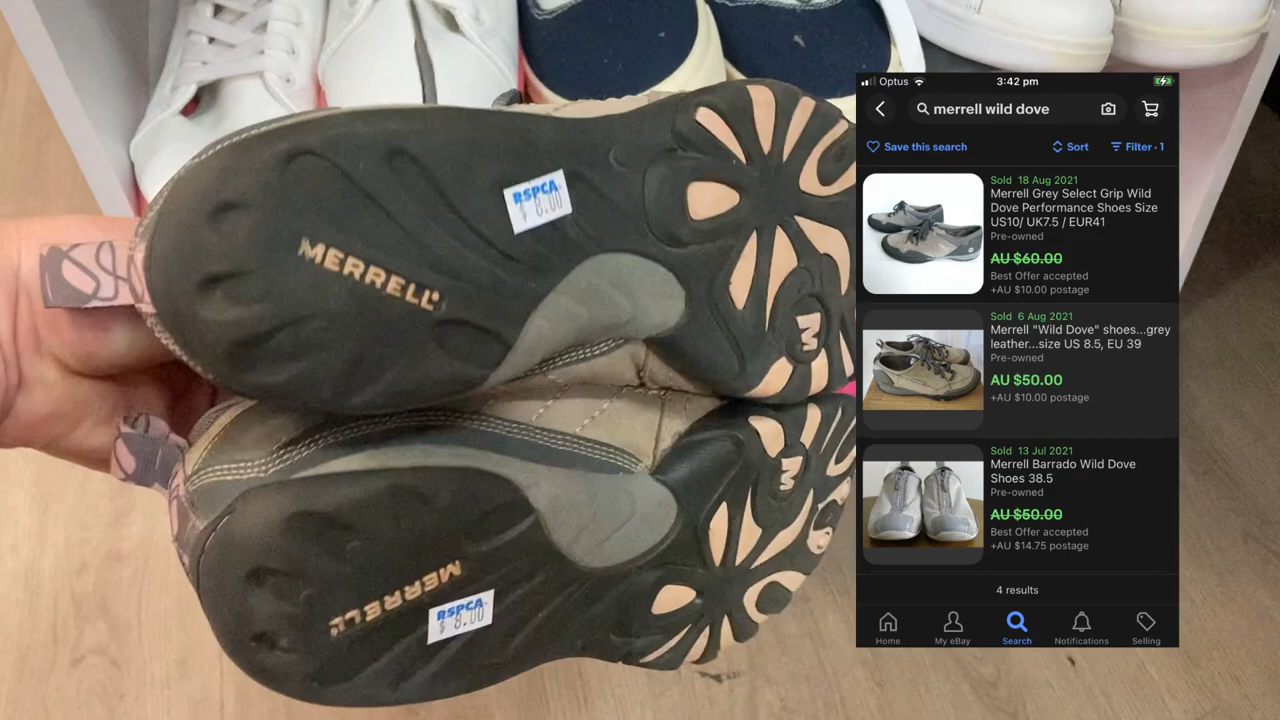 MERRELL
RSPCA
$ 8.00
M
M
MERRELL
RSPCA
$ 8.00
Optus
3:42 pm
merrell wild dove
Save this search
Sort
Filter · 1
Sold 18 Aug 2021
Merrell Grey Select Grip Wild
Dove Performance Shoes Size
US10/ UK7.5 / EUR41
Pre-owned
AU $60.00
Best Offer accepted
+AU $10.00 postage
Sold 6 Aug 2021
Merrell "Wild Dove" shoes...grey
leather...size US 8.5, EU 39
Pre-owned
AU $50.00
+AU $10.00 postage
Sold 13 Jul 2021
Merrell Barrado Wild Dove
Shoes 38.5
Pre-owned
AU $50.00
Best Offer accepted
+AU $14.75 postage
4 results
Home
My eBay
Search
Notifications
Selling